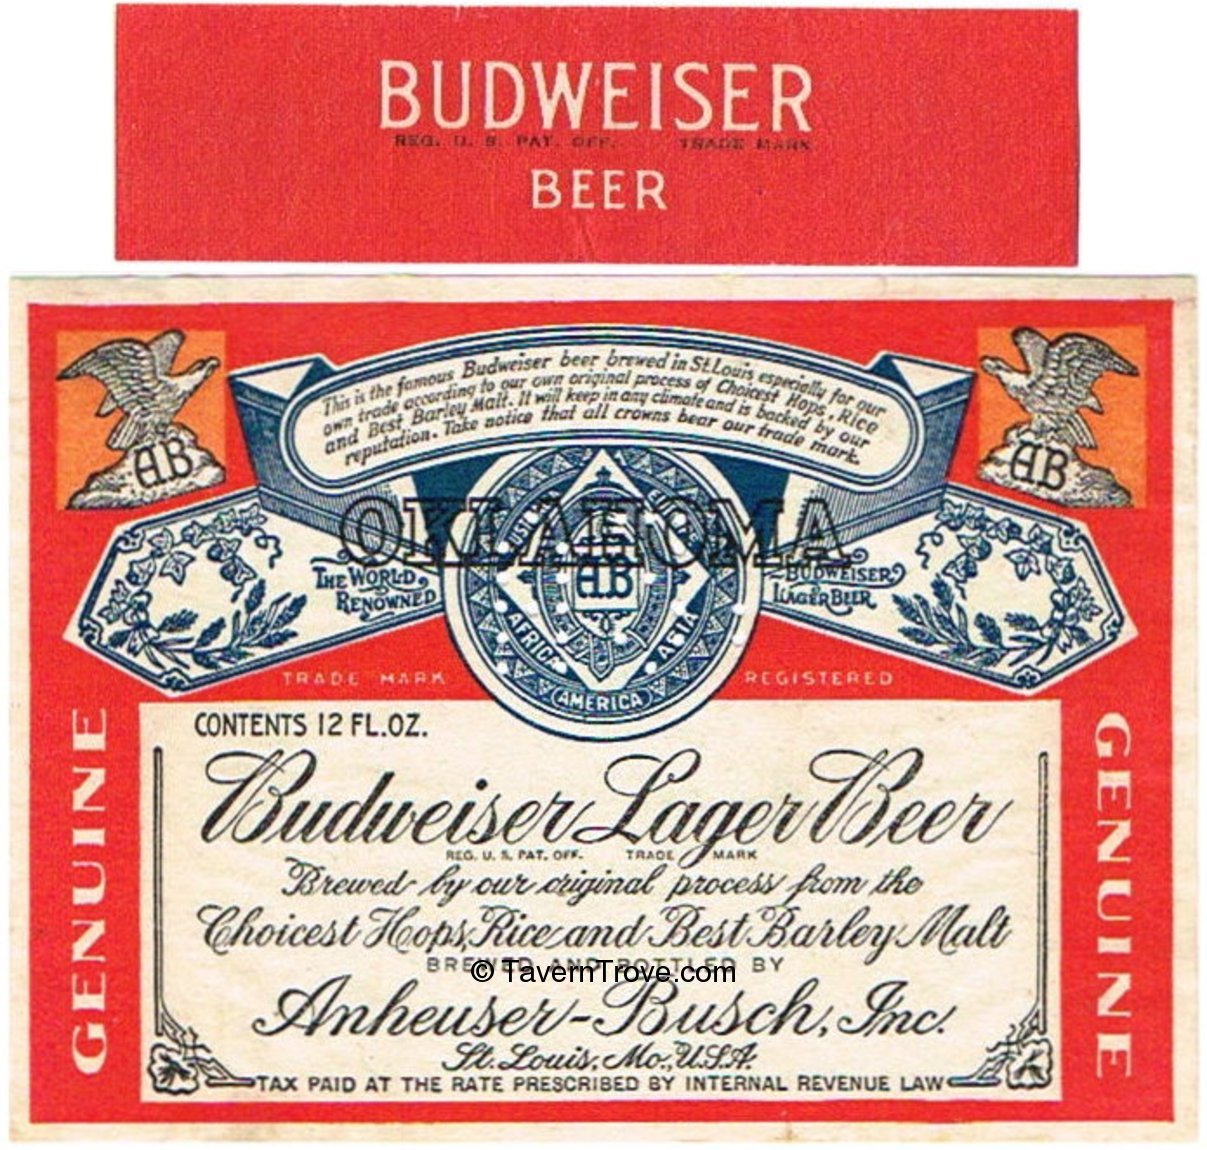 BUDWEISER
REG. U. S. PAT. OFF. TRADE MARK
BEER
This is the famous Budweiser beer brewed in St. Louis especially for our
own trade according to our own original process of Choicest Hops, Rice
and Best Barley Malt. It will keep in any climate and is backed by our
reputation. Take notice that all crowns bear our trade mark.
AB
AB
OKLAHOMA
THE WORLD
RENOWNED
AB
AFRICA
ASIA
AMERICA
BUDWEISER
LAGER BEER
TRADE MARK
REGISTERED
GENUINE
GENUINE
CONTENTS 12 FL.OZ.
Budweiser Lager Beer
REG. U. S. PAT. OFF. TRADE MARK
Brewed by our original process from the
Choicest Hops, Rice and Best Barley Malt
BREWED AND BOTTLED BY
© TavernTrove.com
Anheuser-Busch, Inc.
St. Louis, Mo., U.S.A.
TAX PAID AT THE RATE PRESCRIBED BY INTERNAL REVENUE LAW